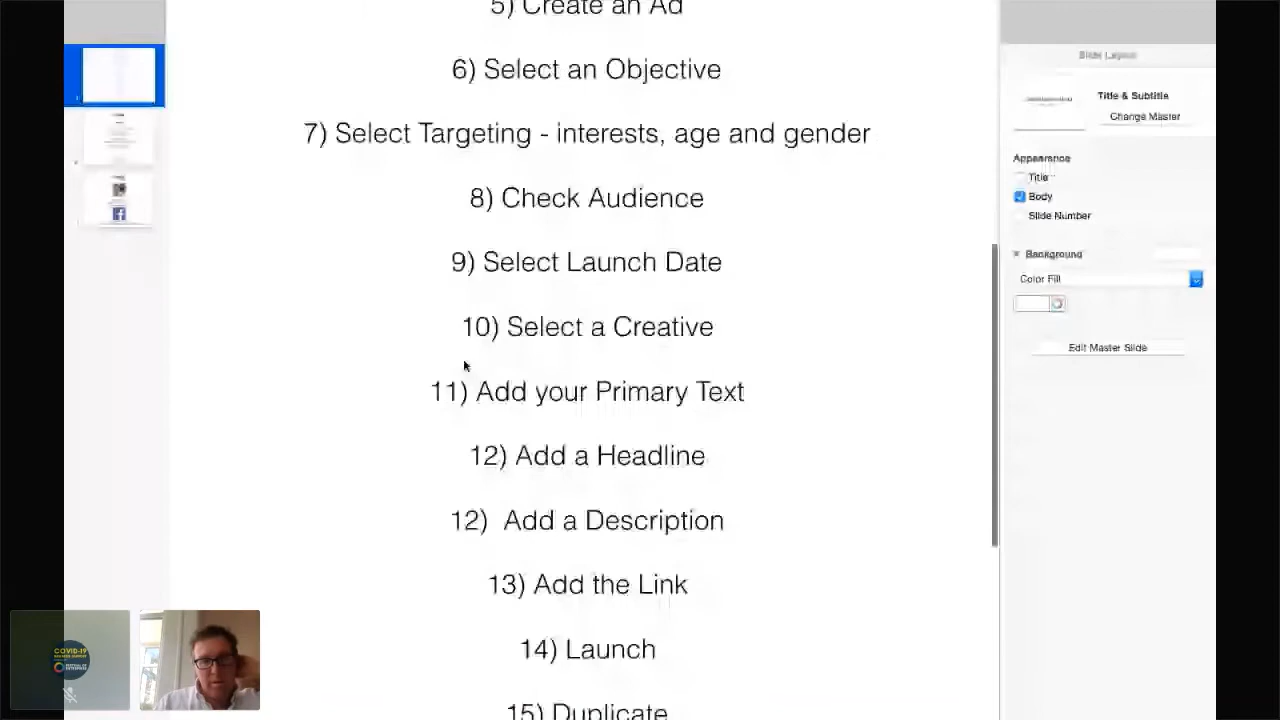 5) Create an Ad
6) Select an Objective
7) Select Targeting - interests, age and gender
8) Check Audience
9) Select Launch Date
10) Select a Creative
11) Add your Primary Text
12) Add a Headline
12)  Add a Description
13) Add the Link
14) Launch
15) Duplicate
Slide Layout
Title & Subtitle
Change Master
Appearance
Title
Body
Slide Number
Background
Color Fill
Edit Master Slide
COVID-19